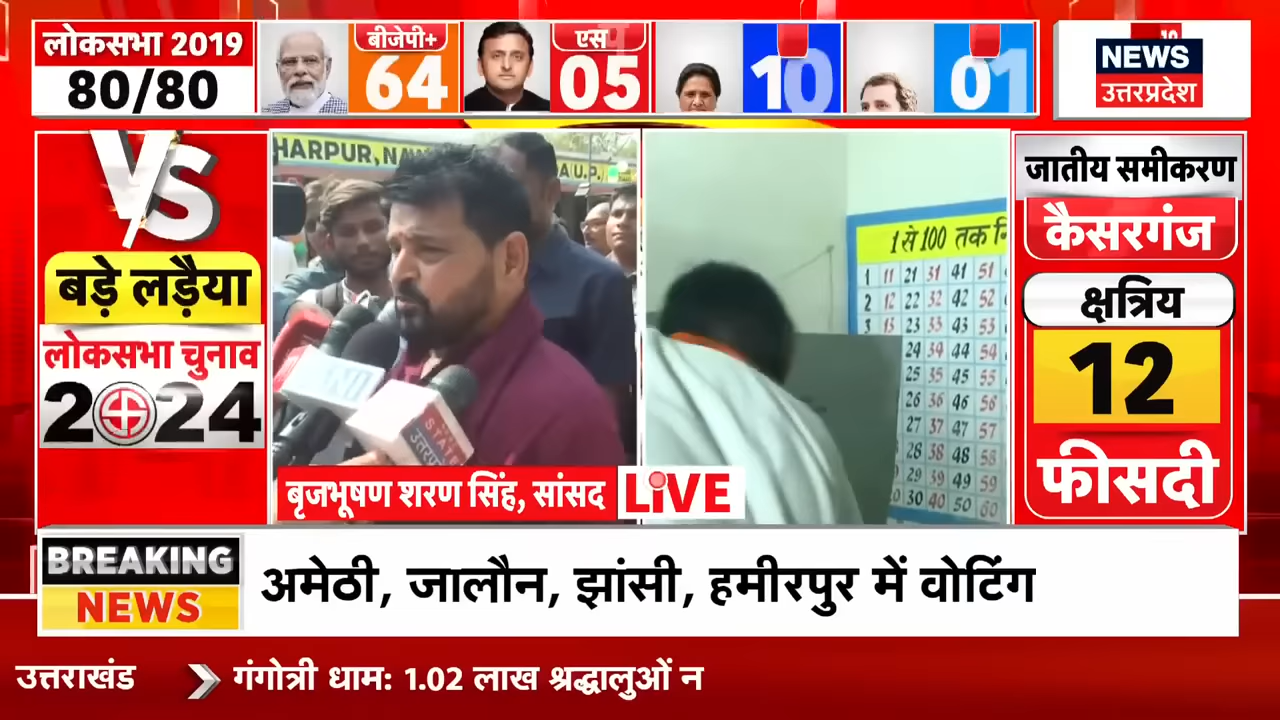 लोकसभा 2019
80/80
बीजेपी+
64
एस
05
10
01
NEWS
उत्तरप्रदेश
VS
बड़े लड़ैया
लोकसभा चुनाव
2024
HARPUR, NAW
A U.P.
STATE
बृजभूषण शरण सिंह, सांसद
LIVE
1 से 100 तक
1 11 21 31 41 51
2 12 22 32 42 52
3 13 23 33 43 53
24 34 44 54
25 35 45 55
26 36 46 56
27 37 47 57
28 38 48 58
29 39 49 59
30 40 50 60
जातीय समीकरण
कैसरगंज
क्षत्रिय
12
फीसदी
BREAKING
NEWS
अमेठी, जालौन, झांसी, हमीरपुर में वोटिंग
उत्तराखंड
गंगोत्री धाम: 1.02 लाख श्रद्धालुओं न